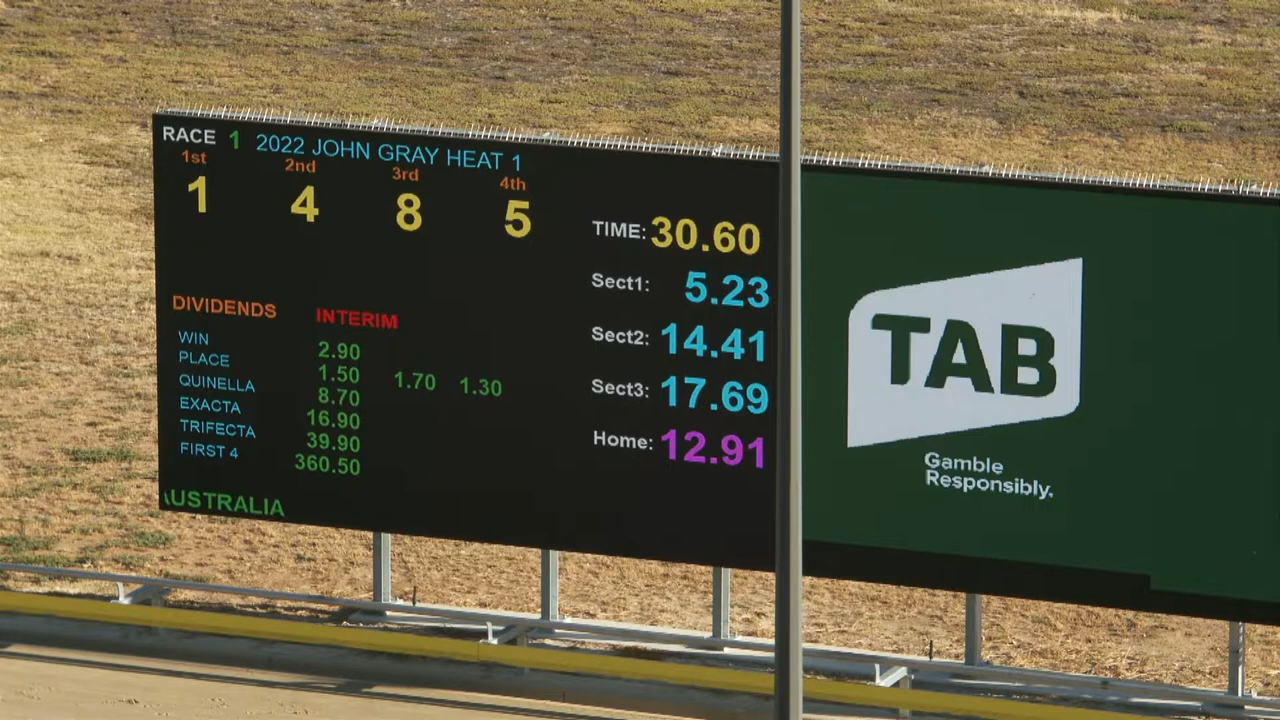 RACE 1 2022 JOHN GRAY HEAT 1
1st 2nd 3rd 4th
1 4 8 5
TIME: 30.60
Sect1: 5.23
Sect2: 14.41
Sect3: 17.69
Home: 12.91
DIVIDENDS INTERIM
WIN 2.90
PLACE 1.50 1.70 1.30
QUINELLA 8.70
EXACTA 16.90
TRIFECTA 39.90
FIRST 4 360.50
AUSTRALIA
TAB
Gamble
Responsibly.